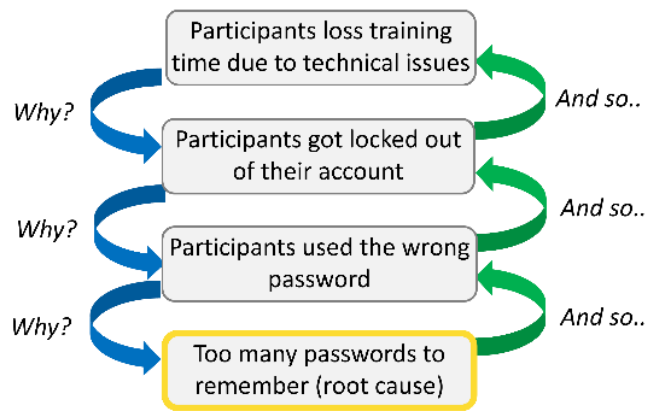 Participants loss training
time due to technical issues
Why?
And so..
Participants got locked out
of their account
Why?
And so..
Participants used the wrong
password
Why?
And so..
Too many passwords to
remember (root cause)